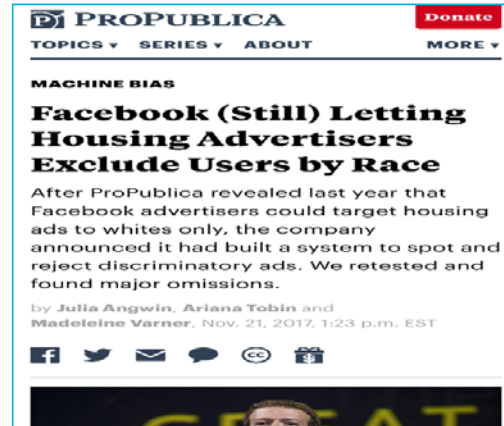 PROPUBLICA
Donate
TOPICS ▾ SERIES ▾ ABOUT MORE ▾
MACHINE BIAS
Facebook (Still) Letting
Housing Advertisers
Exclude Users by Race
After ProPublica revealed last year that
Facebook advertisers could target housing
ads to whites only, the company
announced it had built a system to spot and
reject discriminatory ads. We retested and
found major omissions.
by Julia Angwin, Ariana Tobin and
Madeleine Varner, Nov. 21, 2017, 1:23 p.m. EST
cc
GREAT